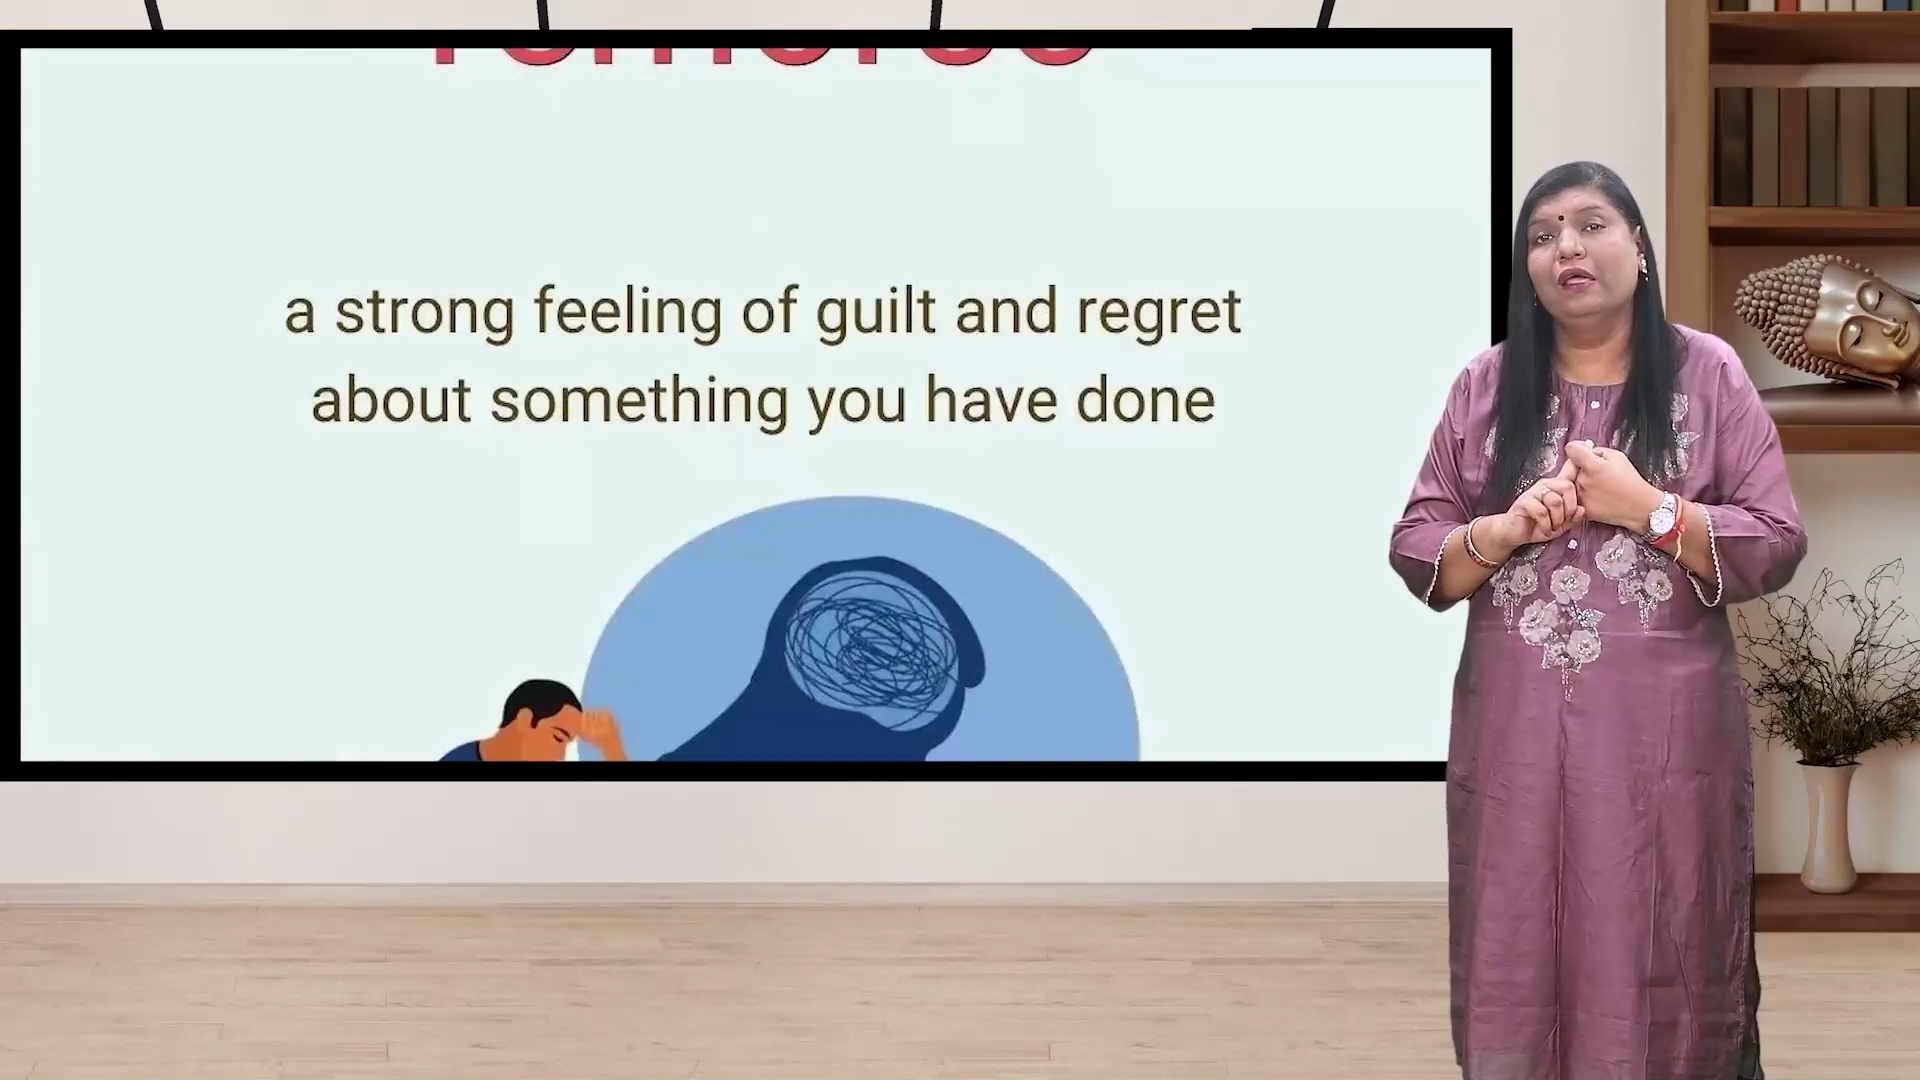 a strong feeling of guilt and regret
about something you have done